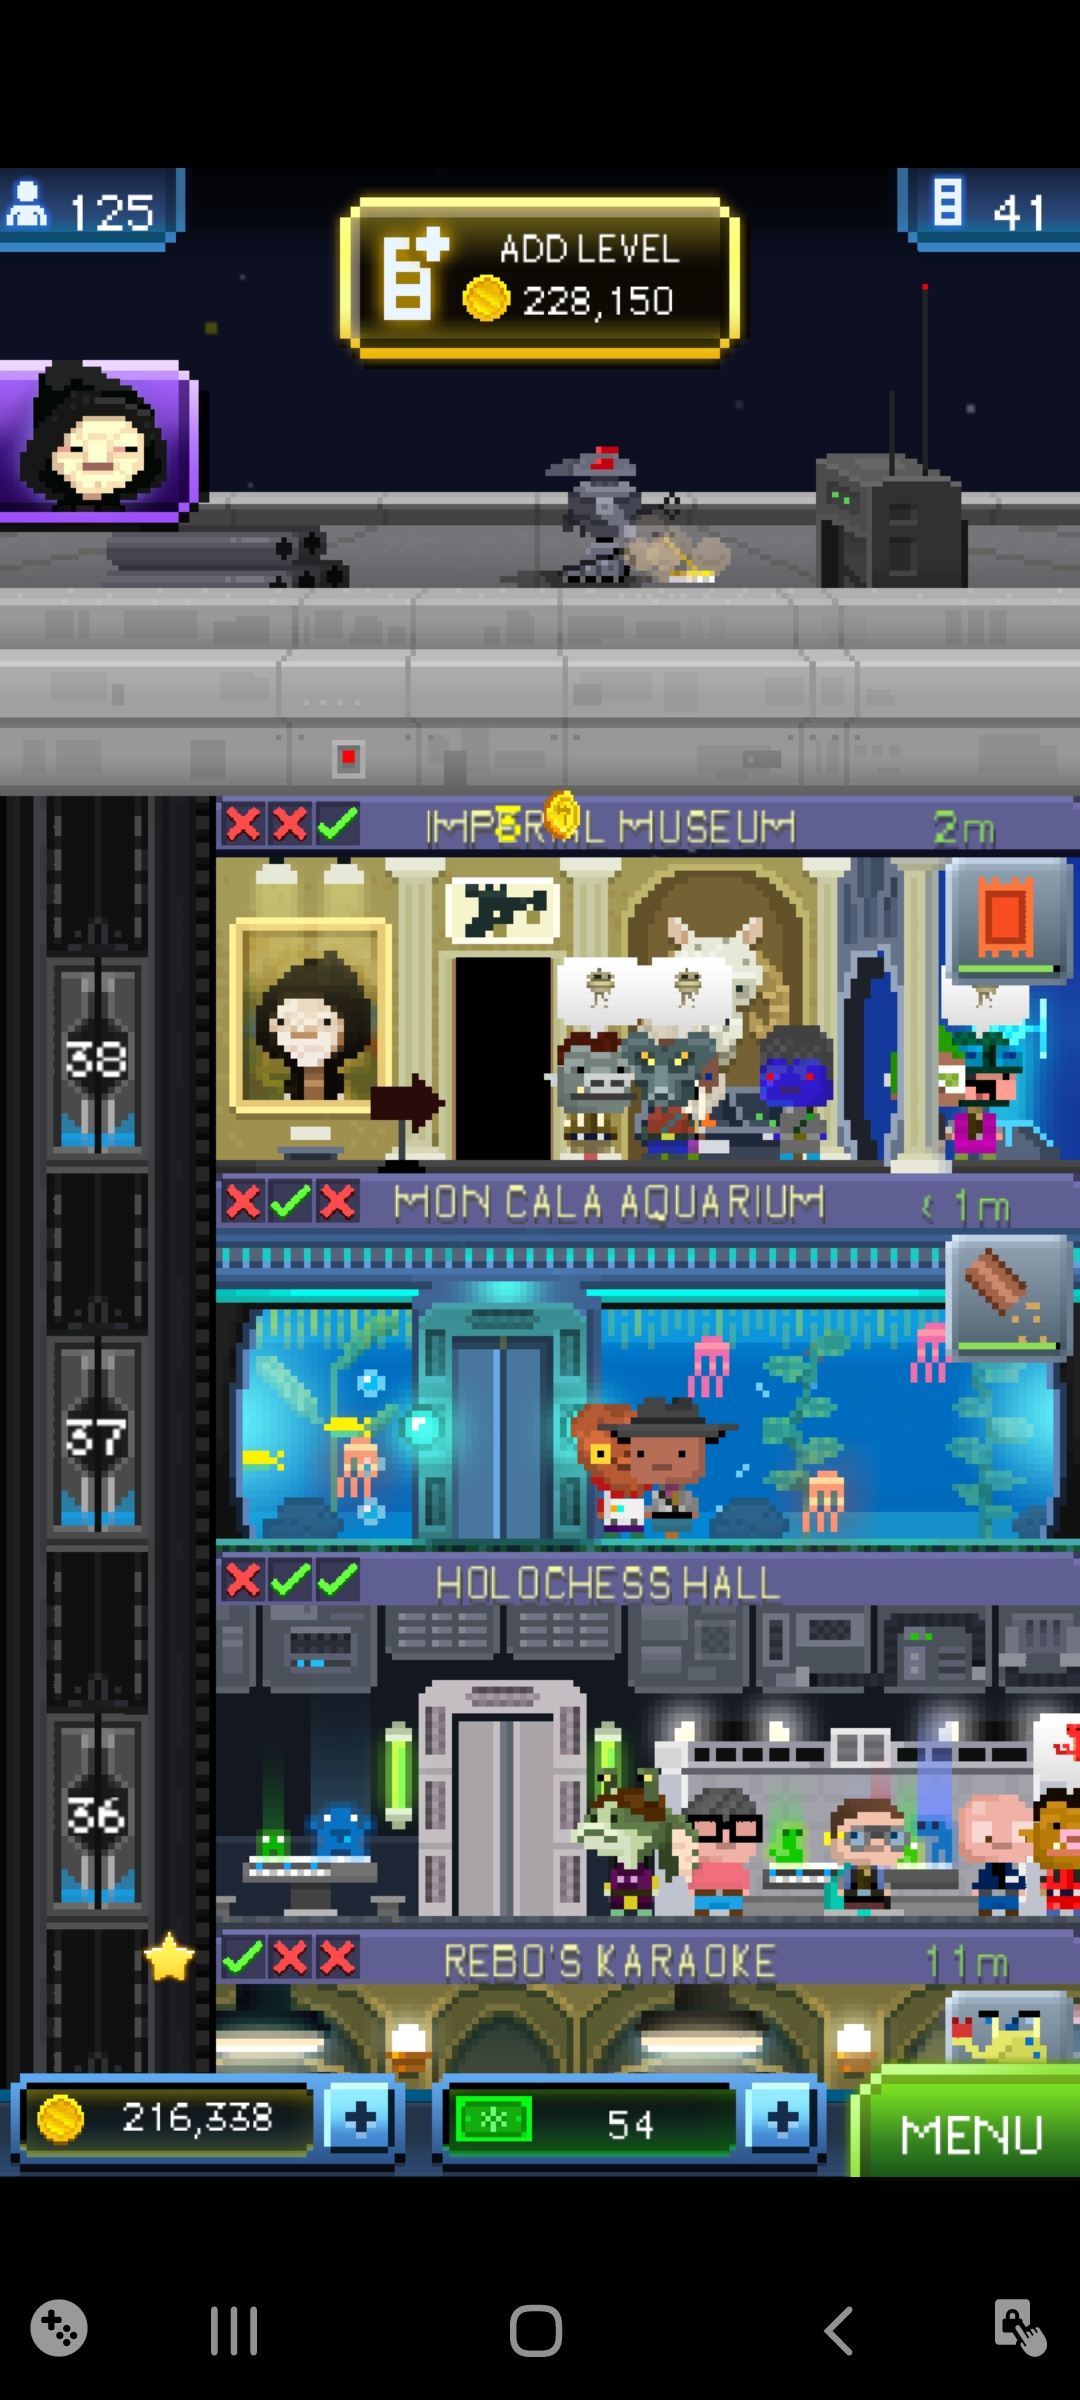 125
ADD LEVEL
228,150
41
IMPERIAL MUSEUM
2m
38
MON CALA AQUARIUM
< 1m
37
HOLOCHESS HALL
36
REBO'S KARAOKE
11m
216,338
54
MENU